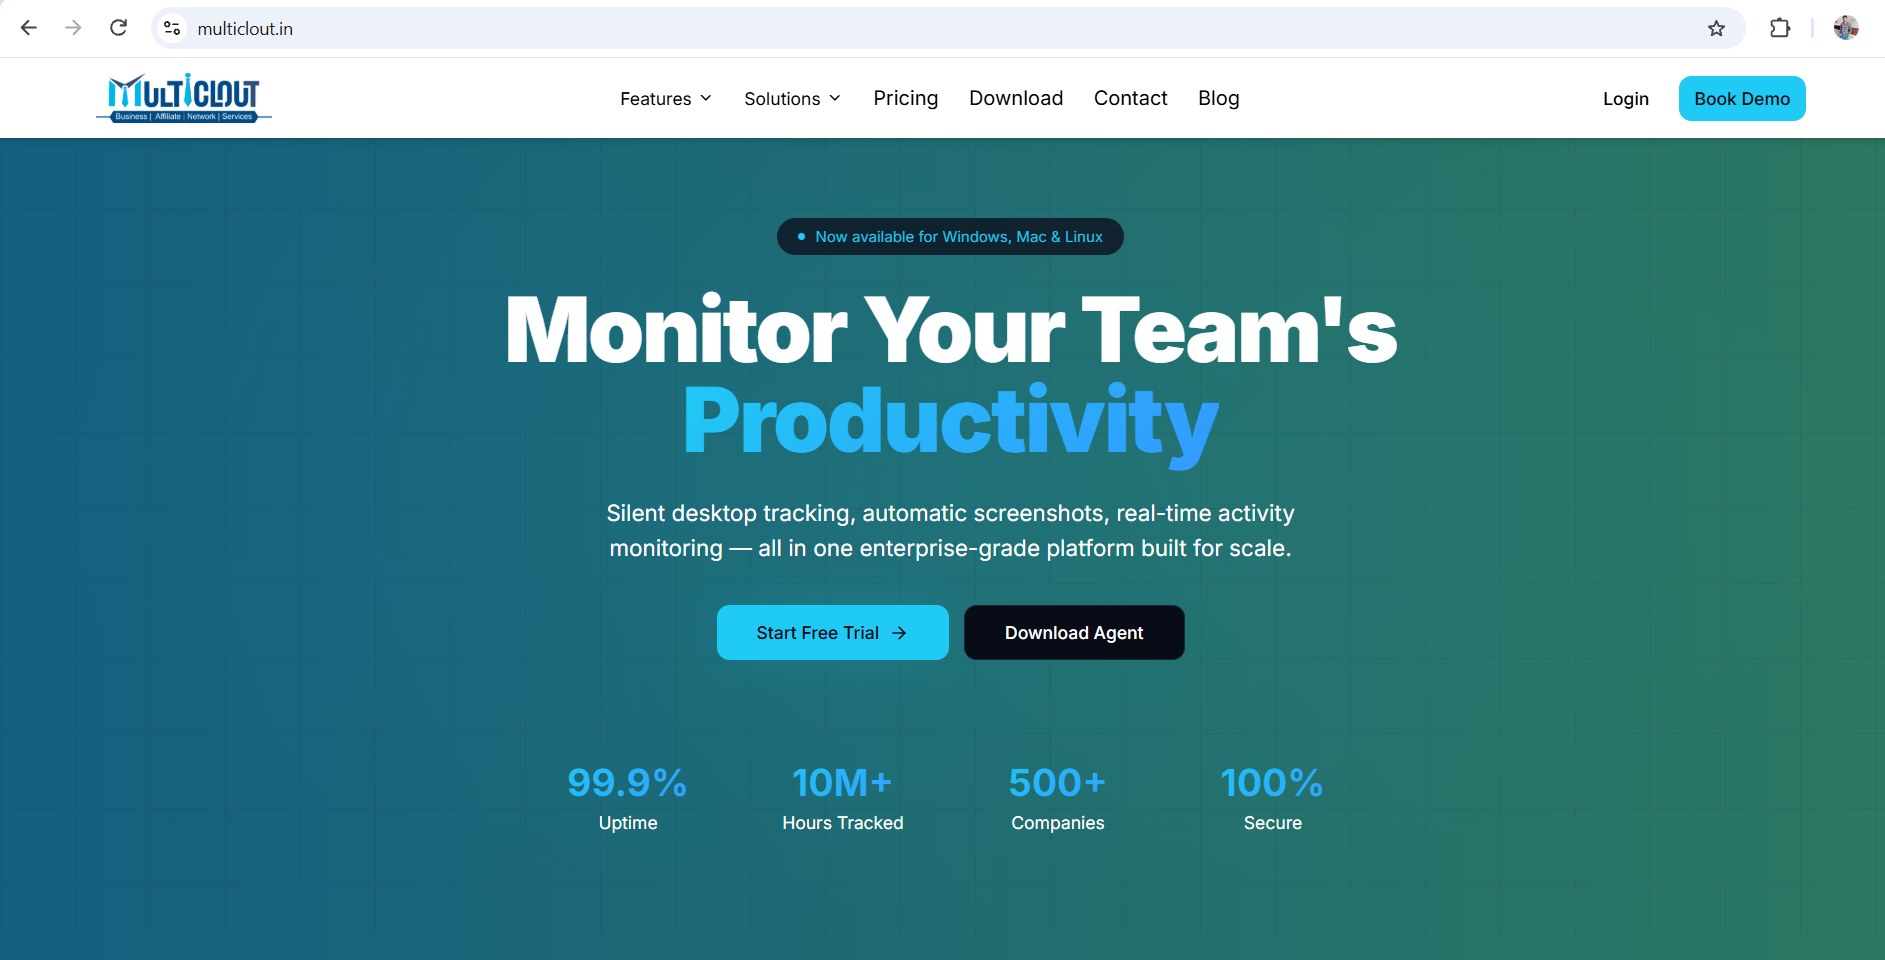 multiclout.in
MULTICLOUT
Business | Affiliate | Network | Services
Features Solutions Pricing Download Contact Blog
Login Book Demo
Now available for Windows, Mac & Linux
Monitor Your Team's
Productivity
Silent desktop tracking, automatic screenshots, real-time activity
monitoring — all in one enterprise-grade platform built for scale.
Start Free Trial → Download Agent
99.9% 10M+ 500+ 100%
Uptime Hours Tracked Companies Secure